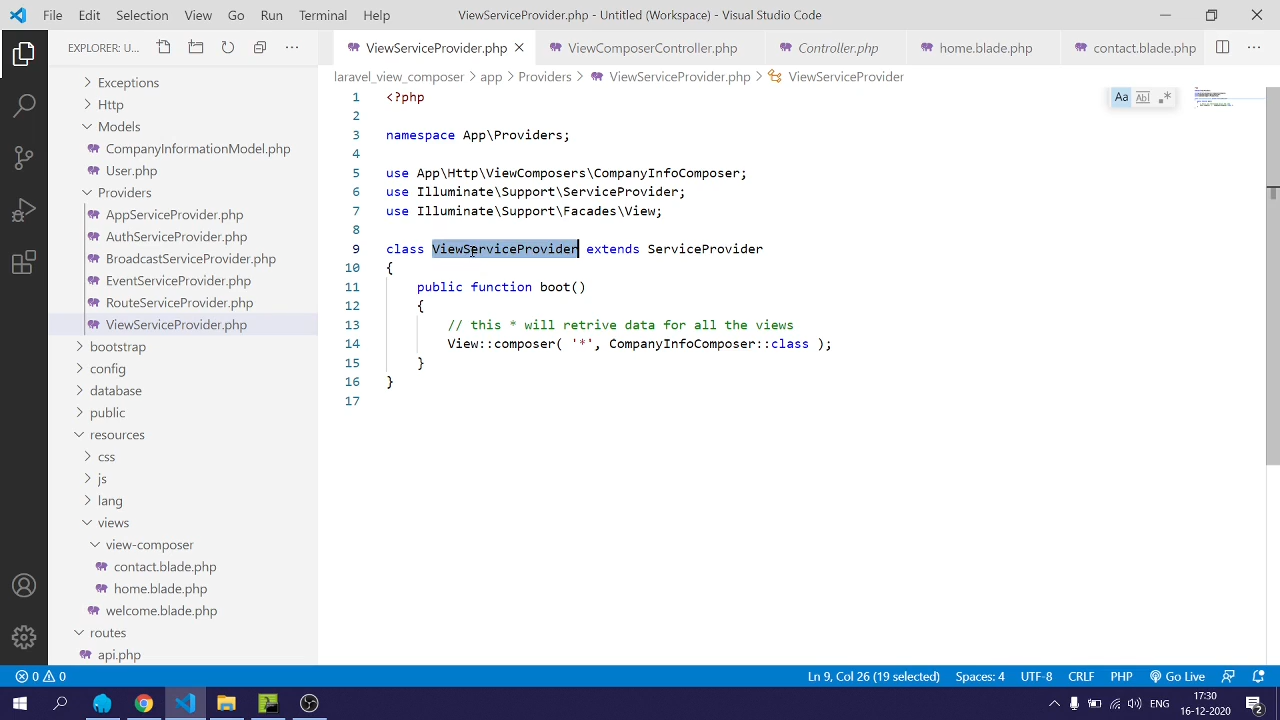 File Edit Selection View Go Run Terminal Help ViewServiceProvider.php - Untitled (Workspace) - Visual Studio Code
EXPLORER: U...
Exceptions
Http
Models
CompanyInformationModel.php
User.php
Providers
AppServiceProvider.php
AuthServiceProvider.php
BroadcastServiceProvider.php
EventServiceProvider.php
RouteServiceProvider.php
ViewServiceProvider.php
bootstrap
config
database
public
resources
css
js
lang
views
view-composer
contact.blade.php
home.blade.php
welcome.blade.php
routes
api.php
ViewServiceProvider.php ViewComposerController.php Controller.php home.blade.php contact.blade.php
laravel_view_composer > app > Providers > ViewServiceProvider.php > ViewServiceProvider
Aa Abl .*
1 <?php
2
3 namespace App\Providers;
4
5 use App\Http\ViewComposers\CompanyInfoComposer;
6 use Illuminate\Support\ServiceProvider;
7 use Illuminate\Support\Facades\View;
8
9 class ViewServiceProvider extends ServiceProvider
10 {
11 public function boot()
12 {
13 // this * will retrive data for all the views
14 View::composer( '*', CompanyInfoComposer::class );
15 }
16 }
17
0 0 Ln 9, Col 26 (19 selected) Spaces: 4 UTF-8 CRLF PHP Go Live
ENG 17:30
16-12-2020 2